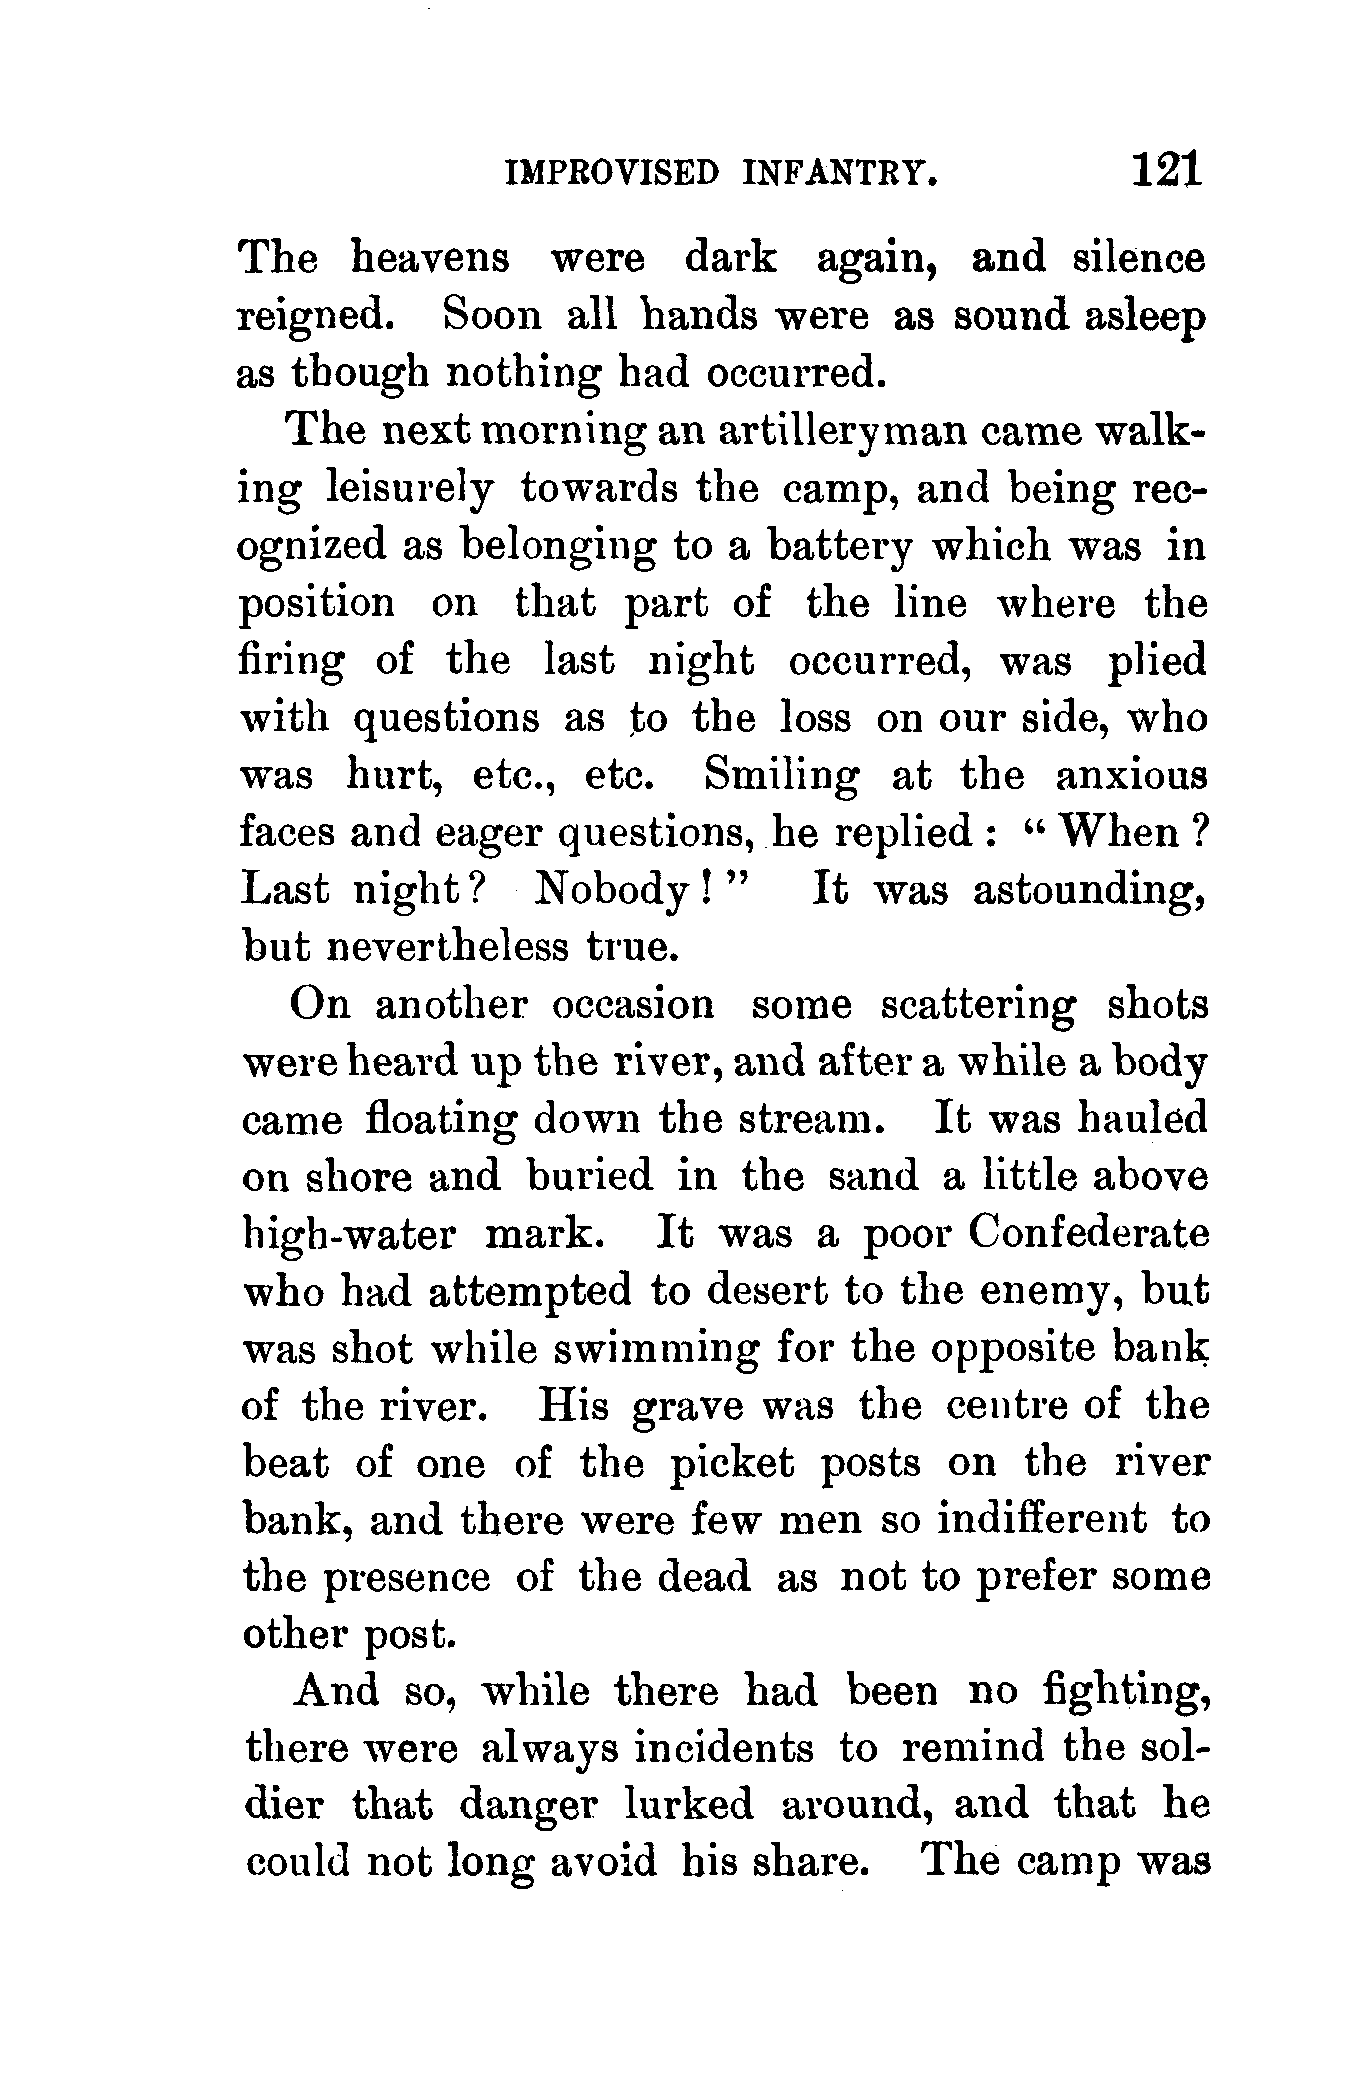 IMPROVISED INFANTRY. 121
The heavens were dark again, and silence
reigned. Soon all hands were as sound asleep
as though nothing had occurred.
The next morning an artilleryman came walk-
ing leisurely towards the camp, and being rec-
ognized as belonging to a battery which was in
position on that part of the line where the
firing of the last night occurred, was plied
with questions as to the loss on our side, who
was hurt, etc., etc. Smiling at the anxious
faces and eager questions, he replied : “ When ?
Last night ? Nobody ! ” It was astounding,
but nevertheless true.
On another occasion some scattering shots
were heard up the river, and after a while a body
came floating down the stream. It was hauled
on shore and buried in the sand a little above
high-water mark. It was a poor Confederate
who had attempted to desert to the enemy, but
was shot while swimming for the opposite bank
of the river. His grave was the centre of the
beat of one of the picket posts on the river
bank, and there were few men so indifferent to
the presence of the dead as not to prefer some
other post.
And so, while there had been no fighting,
there were always incidents to remind the sol-
dier that danger lurked around, and that he
could not long avoid his share. The camp was